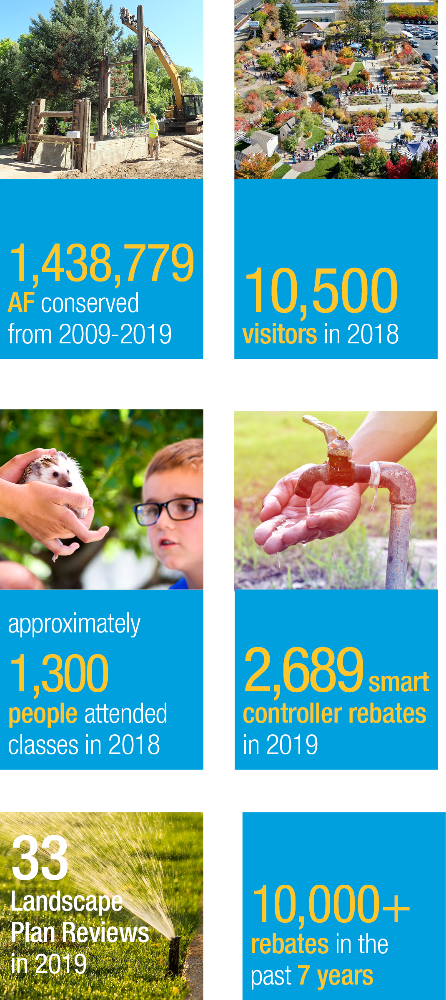 1,438,779
AF conserved
from 2009-2019
10,500
visitors in 2018
approximately
1,300
people attended
classes in 2018
2,689 smart
controller rebates
in 2019
33
Landscape
Plan Reviews
in 2019
10,000+
rebates in the
past 7 years